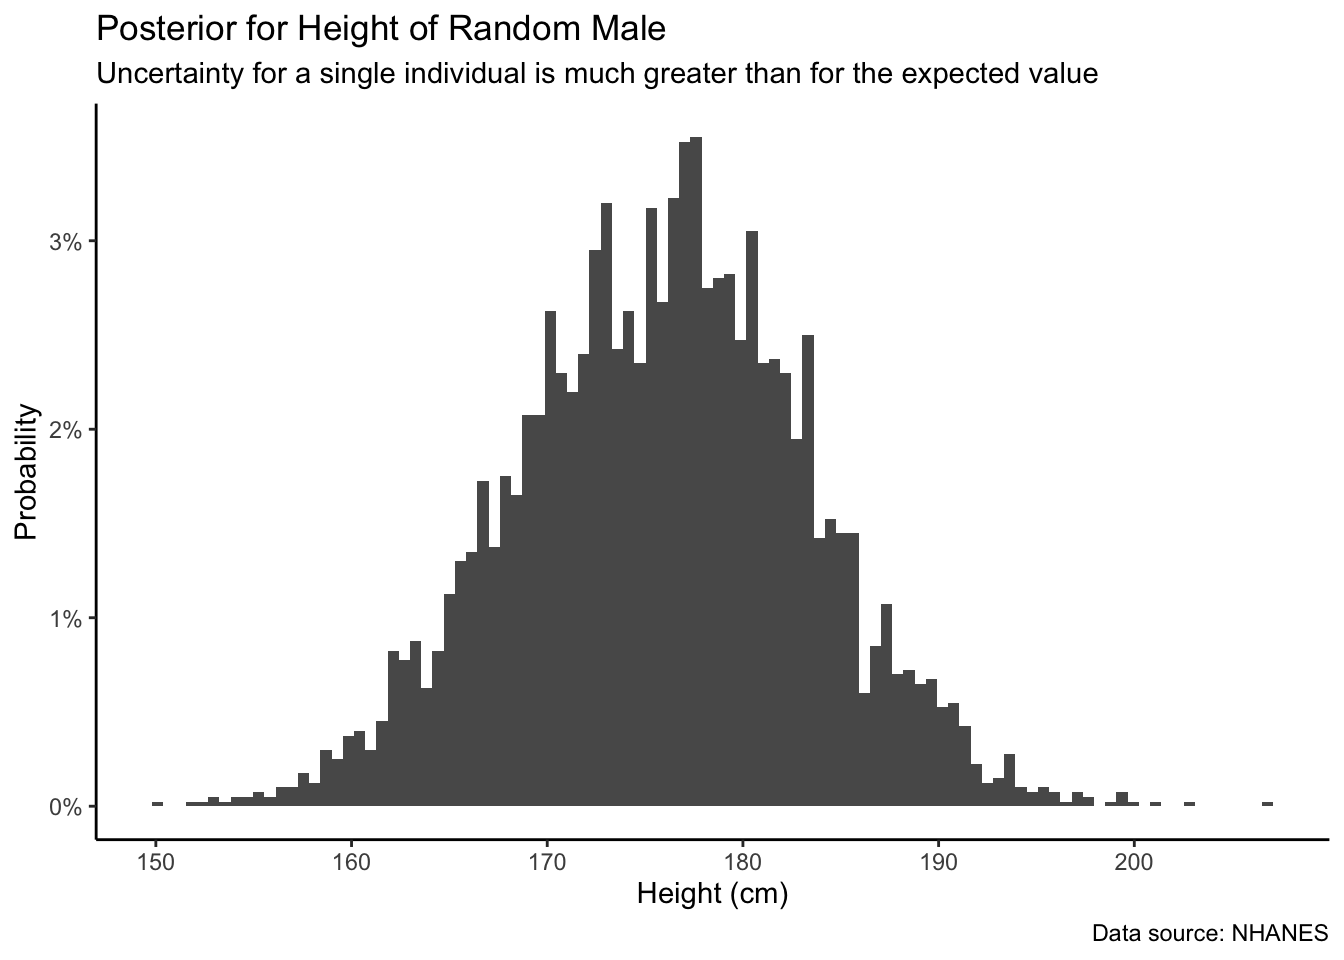 Posterior for Height of Random Male
Uncertainty for a single individual is much greater than for the expected value
3%
2%
1%
0%
Probability
150 160 170 180 190 200
Height (cm)
Data source: NHANES